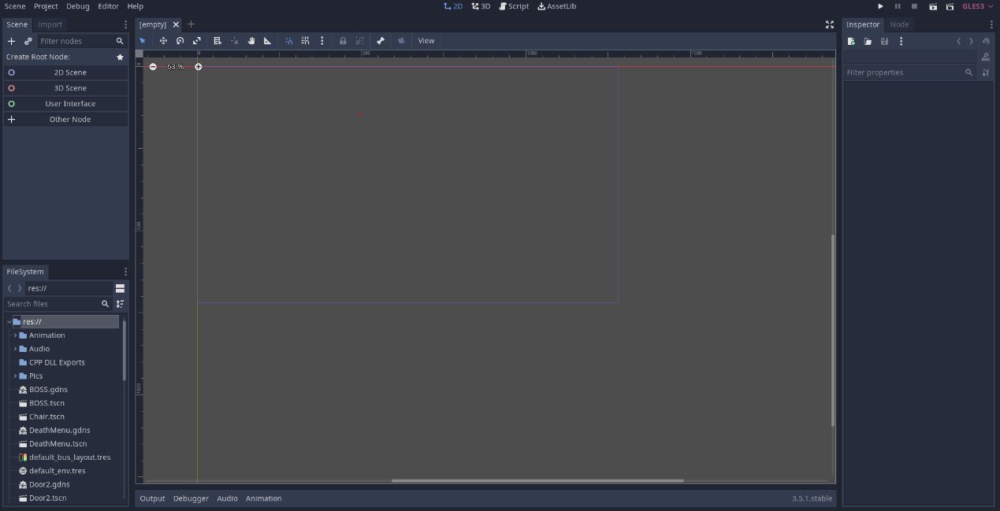 Scene Project Debug Editor Help
2D 3D Script AssetLib
GLES3
Scene Import
Filter nodes
Create Root Node:
2D Scene
3D Scene
User Interface
Other Node
FileSystem
res://
Search files
res://
Animation
Audio
CPP DLL Exports
Pics
BOSS.gdns
BOSS.tscn
Chair.tscn
DeathMenu.gdns
DeathMenu.tscn
default_bus_layout.tres
default_env.tres
Door2.gdns
Door2.tscn
[empty]
View
0 500 1000 1500
63 %
500
1000
Output Debugger Audio Animation
3.5.1.stable
Inspector Node
Filter properties